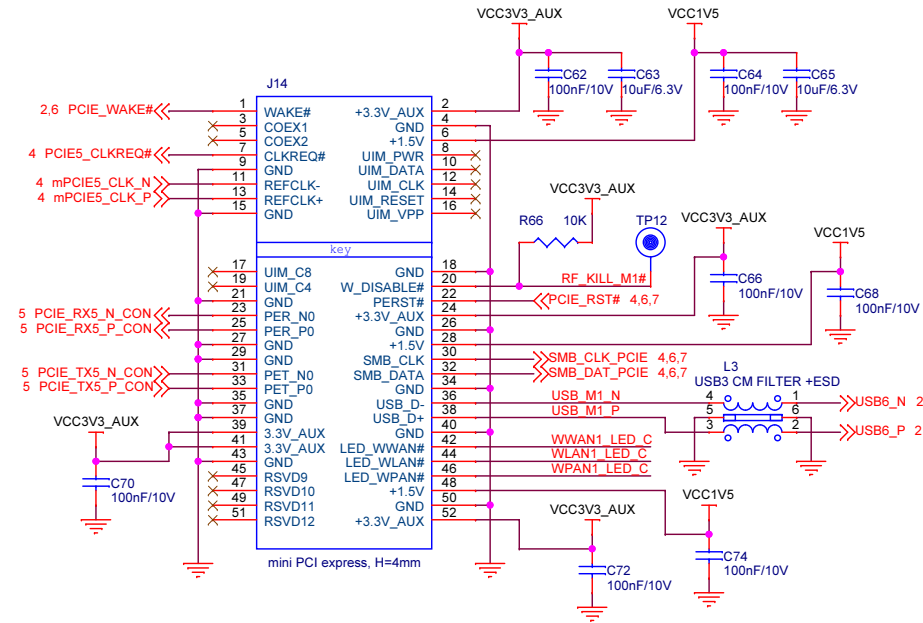 VCC3V3_AUX VCC1V5
C62 C63 C64 C65
100nF/10V 10uF/6.3V 100nF/10V 10uF/6.3V
J14
2,6 PCIE_WAKE# 1 WAKE# +3.3V_AUX 2
3 COEX1 GND 4
5 COEX2 +1.5V 6
4 PCIE5_CLKREQ# 7 CLKREQ# UIM_PWR 8
9 GND UIM_DATA 10
4 mPCIE5_CLK_N 11 REFCLK- UIM_CLK 12
4 mPCIE5_CLK_P 13 REFCLK+ UIM_RESET 14
15 GND UIM_VPP 16
VCC3V3_AUX
R66 10K TP12 VCC3V3_AUX
VCC1V5
key
17 UIM_C8 GND 18
19 UIM_C4 W_DISABLE# 20 RF_KILL_M1#
C66
100nF/10V
C68
100nF/10V
21 GND PERST# 22 PCIE_RST# 4,6,7
5 PCIE_RX5_N_CON 23 PER_N0 +3.3V_AUX 24
5 PCIE_RX5_P_CON 25 PER_P0 GND 26
27 GND +1.5V 28
29 GND SMB_CLK 30 SMB_CLK_PCIE 4,6,7
5 PCIE_TX5_N_CON 31 PET_N0 SMB_DATA 32 SMB_DAT_PCIE 4,6,7
5 PCIE_TX5_P_CON 33 PET_P0 GND 34
L3
USB3 CM FILTER +ESD
35 GND USB_D- 36 USB_M1_N 4 1 USB6_N 2
37 GND USB_D+ 38 USB_M1_P 5 6
3 2 USB6_P 2
VCC3V3_AUX
39 3.3V_AUX GND 40
41 3.3V_AUX LED_WWAN# 42 WWAN1_LED_C
43 GND LED_WLAN# 44 WLAN1_LED_C
45 RSVD9 LED_WPAN# 46 WPAN1_LED_C
47 RSVD10 +1.5V 48
49 RSVD11 GND 50
51 RSVD12 +3.3V_AUX 52
C70
100nF/10V
VCC3V3_AUX VCC1V5
mini PCI express, H=4mm
C72
100nF/10V
C74
100nF/10V